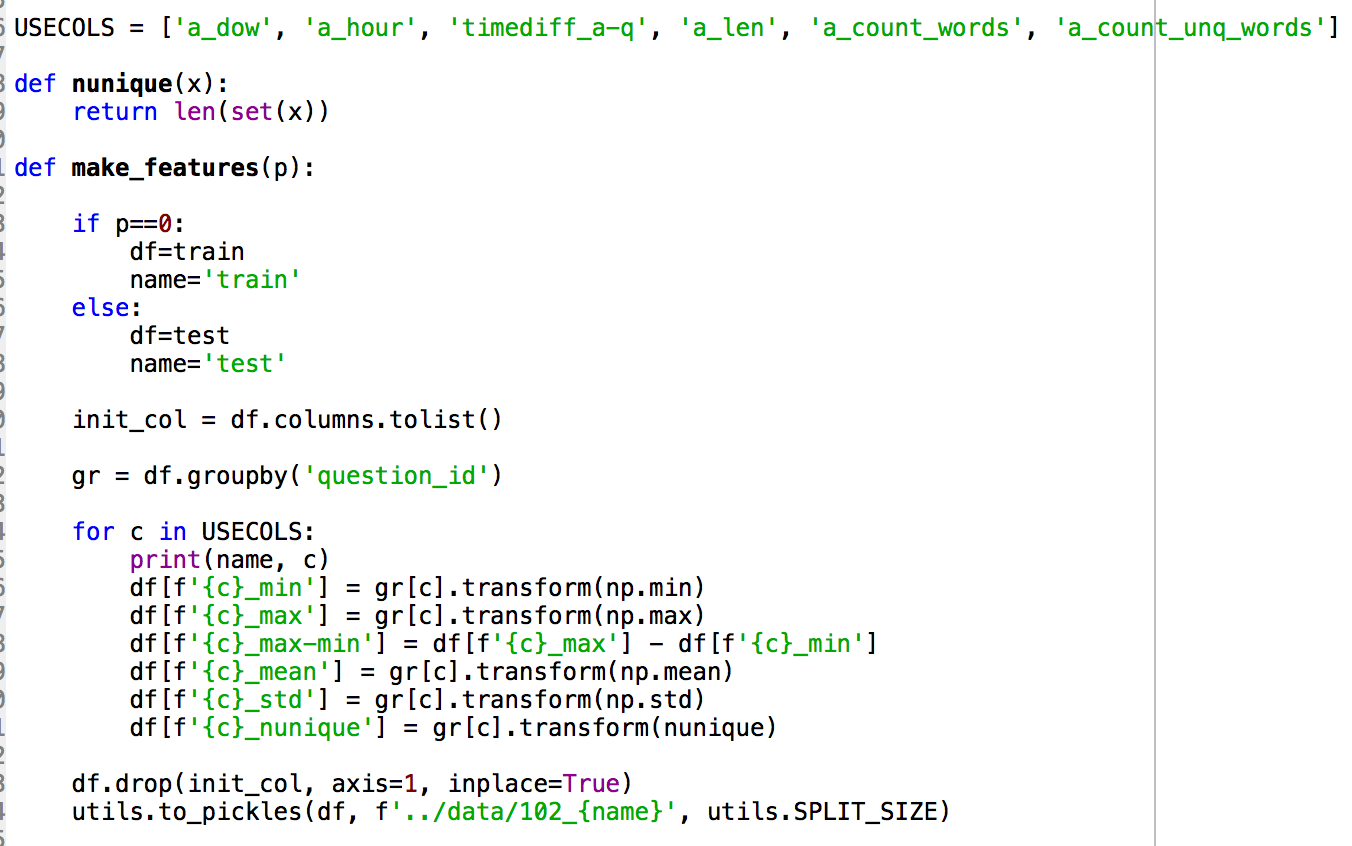 USECOLS = ['a_dow', 'a_hour', 'timediff_a-q', 'a_len', 'a_count_words', 'a_count_unq_words']
def nunique(x):
    return len(set(x))
def make_features(p):
    if p==0:
        df=train
        name='train'
    else:
        df=test
        name='test'
    init_col = df.columns.tolist()
    gr = df.groupby('question_id')
    for c in USECOLS:
        print(name, c)
        df[f'{c}_min'] = gr[c].transform(np.min)
        df[f'{c}_max'] = gr[c].transform(np.max)
        df[f'{c}_max-min'] = df[f'{c}_max'] - df[f'{c}_min']
        df[f'{c}_mean'] = gr[c].transform(np.mean)
        df[f'{c}_std'] = gr[c].transform(np.std)
        df[f'{c}_nunique'] = gr[c].transform(nunique)
    df.drop(init_col, axis=1, inplace=True)
    utils.to_pickles(df, f'../data/102_{name}', utils.SPLIT_SIZE)